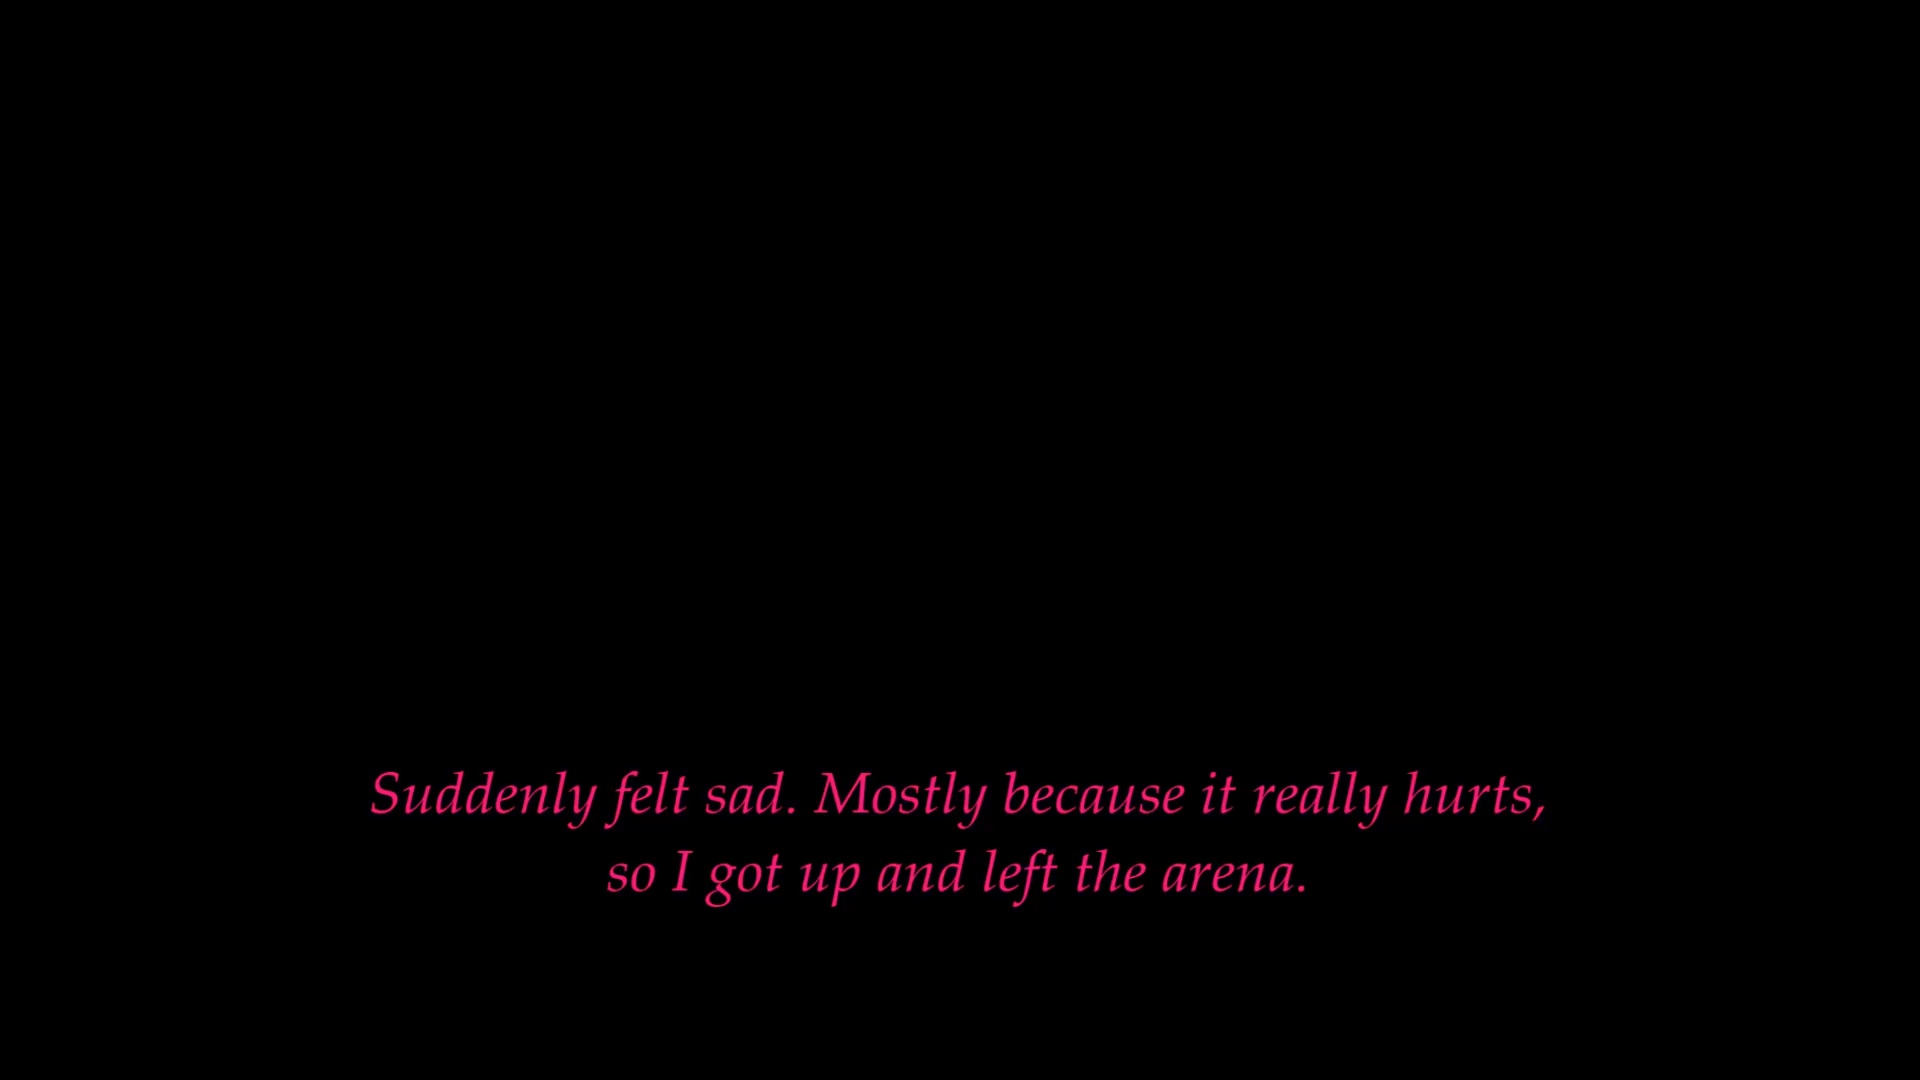 Suddenly felt sad. Mostly because it really hurts,
so I got up and left the arena.